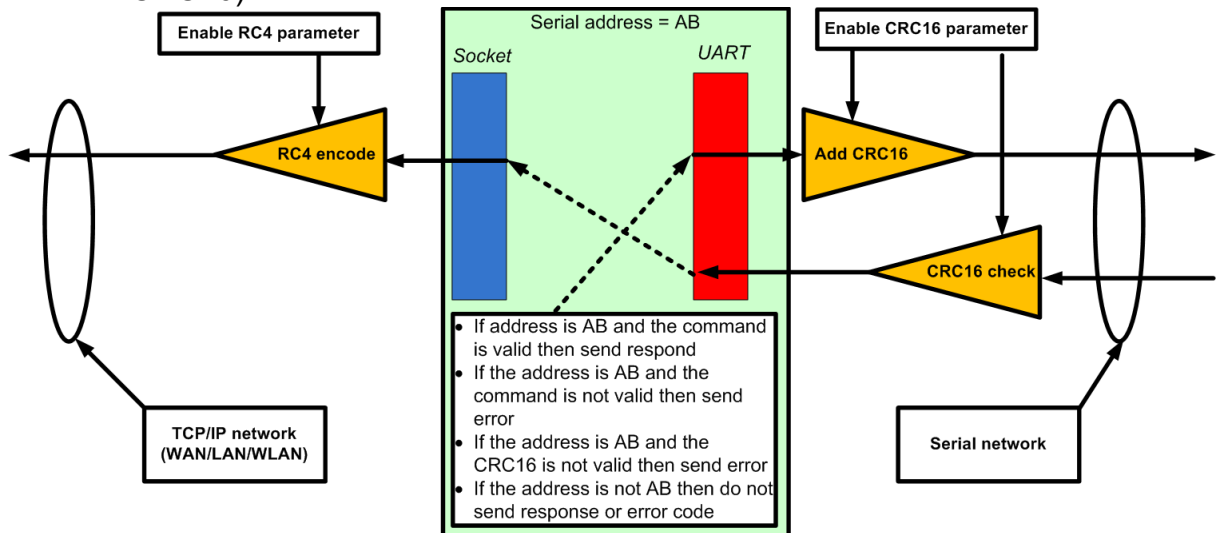 Enable RC4 parameter
Serial address = AB
Enable CRC16 parameter
Socket
UART
RC4 encode
Add CRC16
CRC16 check
• If address is AB and the command
is valid then send respond
• If the address is AB and the
command is not valid then send
error
• If the address is AB and the
CRC16 is not valid then send error
• If the address is not AB then do not
send response or error code
TCP/IP network
(WAN/LAN/WLAN)
Serial network